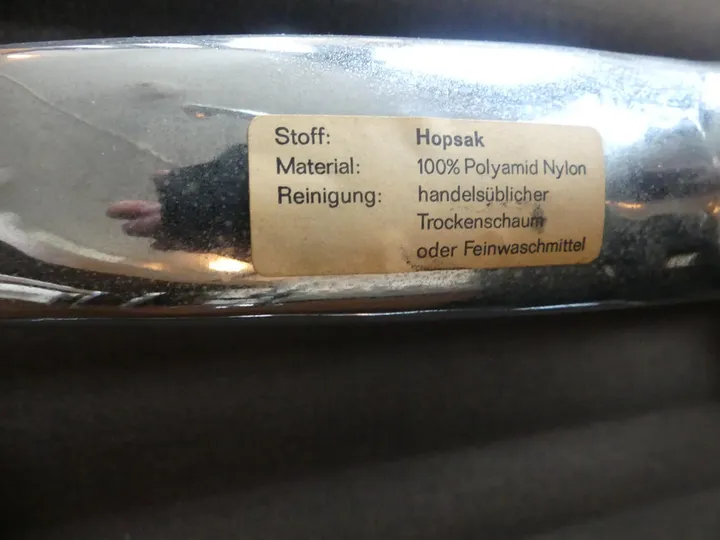 Stoff: Hopsak
Material: 100% Polyamid Nylon
Reinigung: handelsüblicher
Trockenschaum
oder Feinwaschmittel